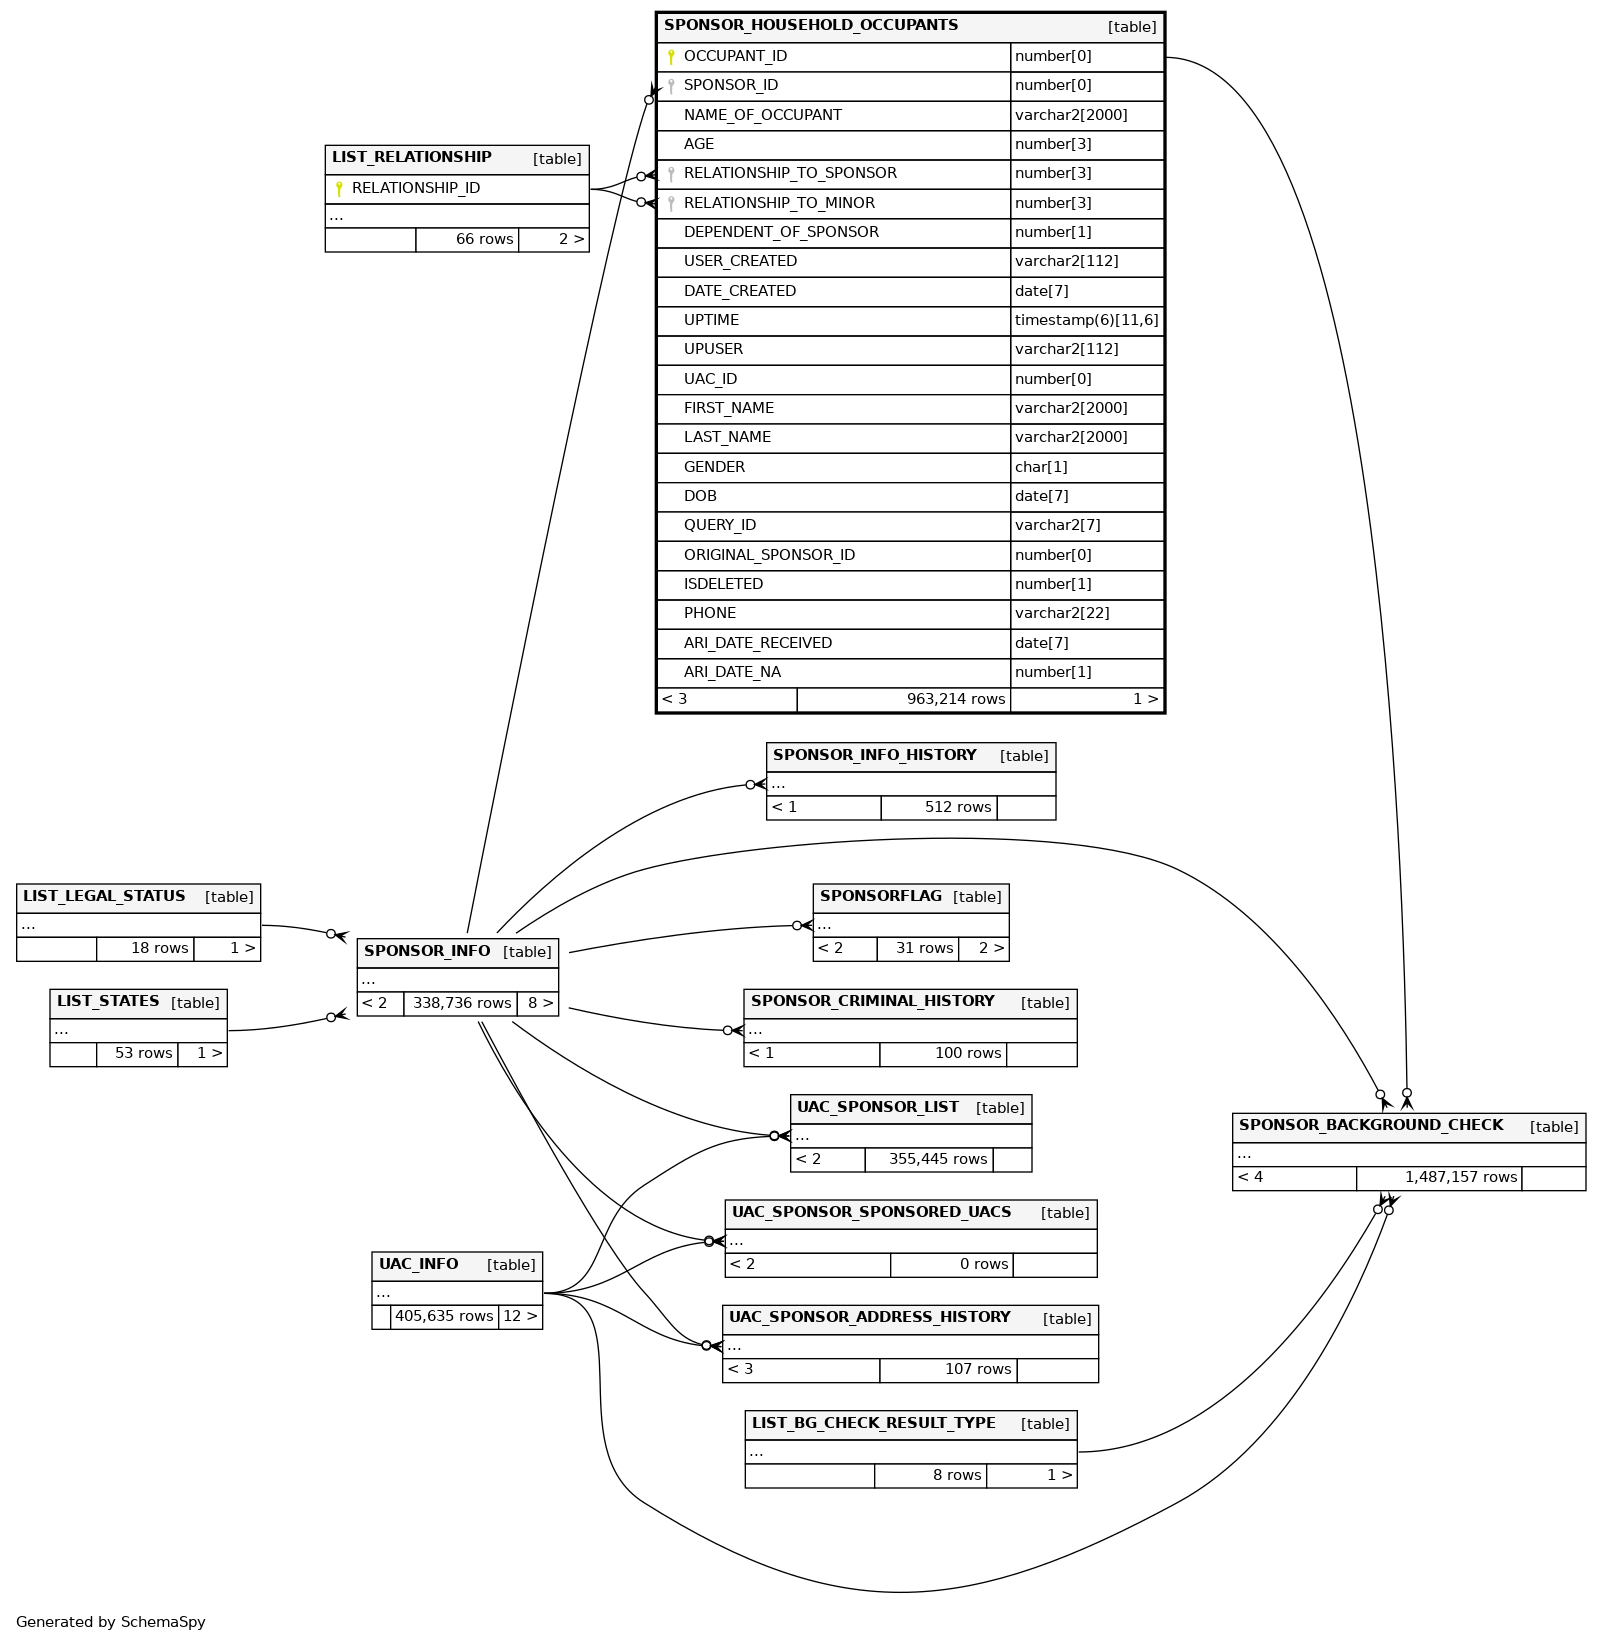 SPONSOR_HOUSEHOLD_OCCUPANTS [table]
OCCUPANT_ID number[0]
SPONSOR_ID number[0]
NAME_OF_OCCUPANT varchar2[2000]
AGE number[3]
RELATIONSHIP_TO_SPONSOR number[3]
RELATIONSHIP_TO_MINOR number[3]
DEPENDENT_OF_SPONSOR number[1]
USER_CREATED varchar2[112]
DATE_CREATED date[7]
UPTIME timestamp(6)[11,6]
UPUSER varchar2[112]
UAC_ID number[0]
FIRST_NAME varchar2[2000]
LAST_NAME varchar2[2000]
GENDER char[1]
DOB date[7]
QUERY_ID varchar2[7]
ORIGINAL_SPONSOR_ID number[0]
ISDELETED number[1]
PHONE varchar2[22]
ARI_DATE_RECEIVED date[7]
ARI_DATE_NA number[1]
< 3 963,214 rows 1 >
LIST_RELATIONSHIP [table]
RELATIONSHIP_ID
...
66 rows 2 >
SPONSOR_INFO_HISTORY [table]
...
< 1 512 rows
LIST_LEGAL_STATUS [table]
...
18 rows 1 >
SPONSORFLAG [table]
...
< 2 31 rows 2 >
SPONSOR_INFO [table]
...
< 2 338,736 rows 8 >
LIST_STATES [table]
...
53 rows 1 >
SPONSOR_CRIMINAL_HISTORY [table]
...
< 1 100 rows
UAC_SPONSOR_LIST [table]
...
< 2 355,445 rows
SPONSOR_BACKGROUND_CHECK [table]
...
< 4 1,487,157 rows
UAC_SPONSOR_SPONSORED_UACS [table]
...
< 2 0 rows
UAC_INFO [table]
...
405,635 rows 12 >
UAC_SPONSOR_ADDRESS_HISTORY [table]
...
< 3 107 rows
LIST_BG_CHECK_RESULT_TYPE [table]
...
8 rows 1 >
Generated by SchemaSpy